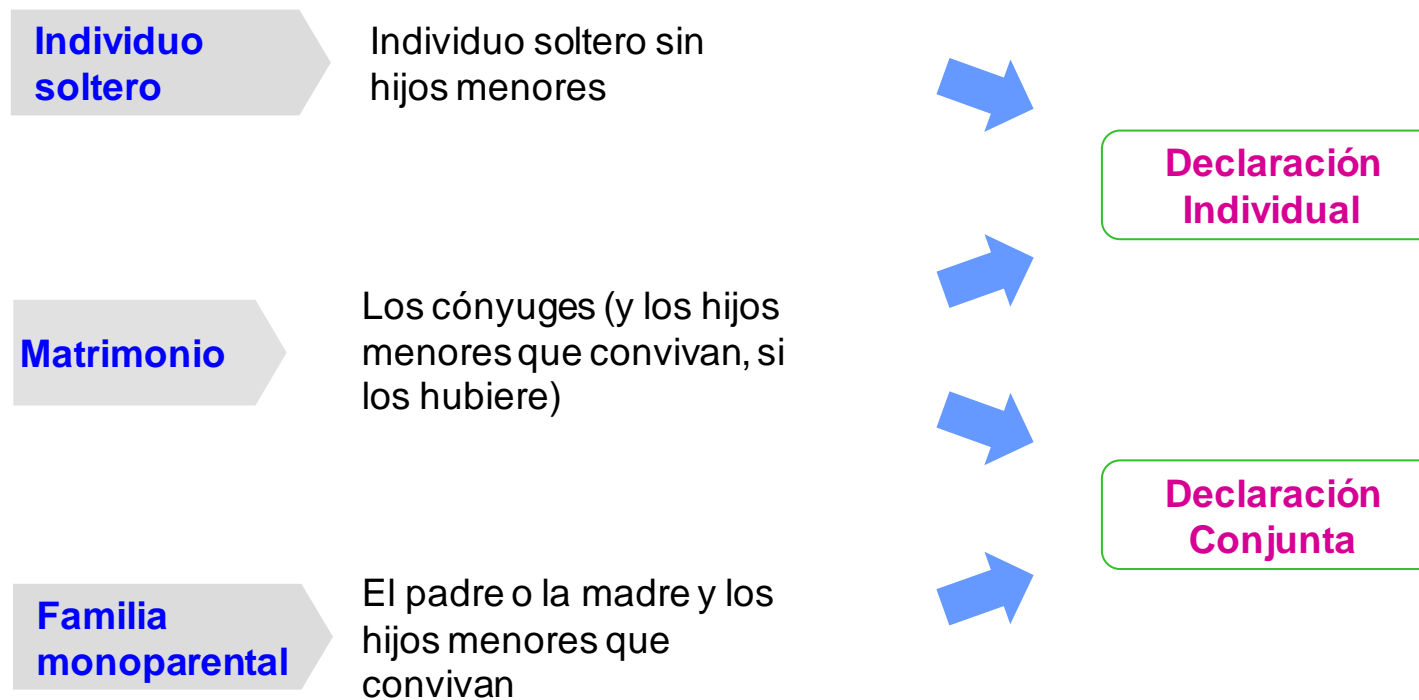 Individuo
soltero
Individuo soltero sin
hijos menores
Declaración
Individual
Matrimonio
Los cónyuges (y los hijos
menores que convivan, si
los hubiere)
Declaración
Conjunta
Familia
monoparental
El padre o la madre y los
hijos menores que
convivan